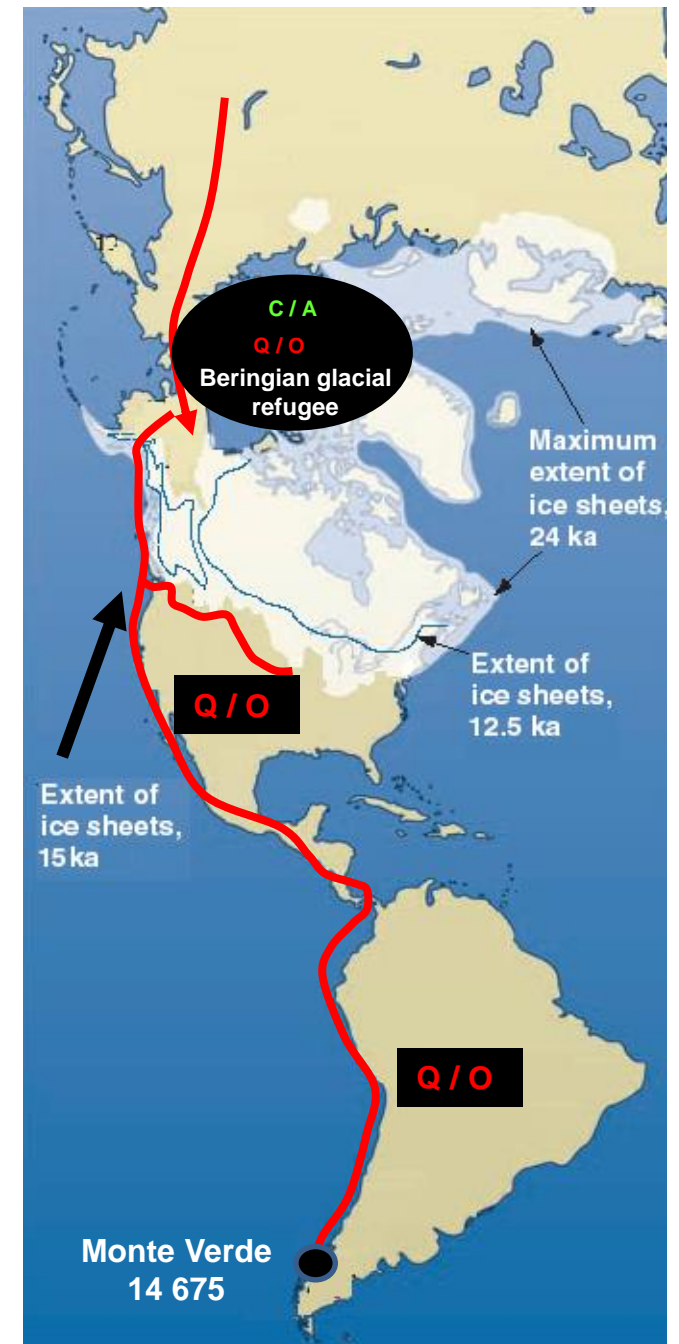 C / A
Q / O
Beringian glacial
refugee
Maximum
extent of
ice sheets,
24 ka
Extent of
ice sheets,
12.5 ka
Q / O
Extent of
ice sheets,
15 ka
Q / O
Monte Verde
14 675